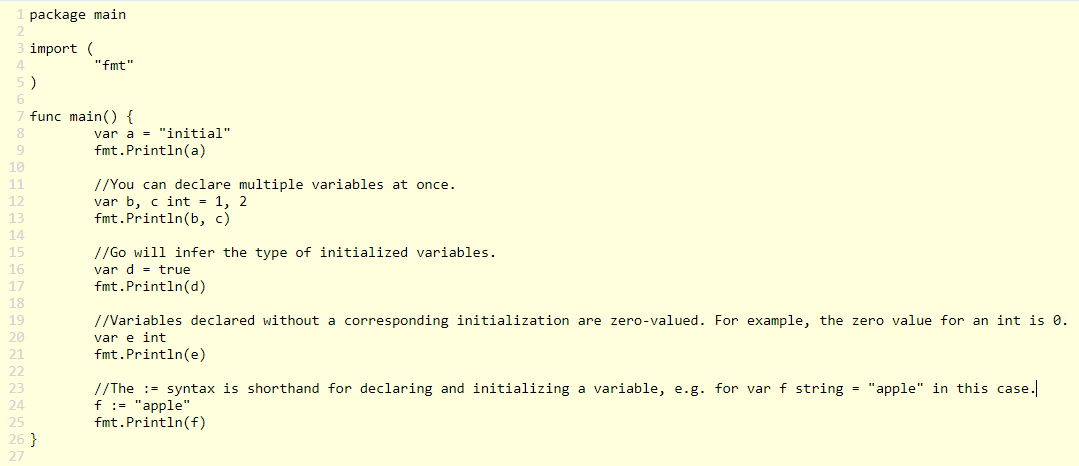 1 package main
2
3 import (
4         "fmt"
5 )
6
7 func main() {
8         var a = "initial"
9         fmt.Println(a)
10
11         //You can declare multiple variables at once.
12         var b, c int = 1, 2
13         fmt.Println(b, c)
14
15         //Go will infer the type of initialized variables.
16         var d = true
17         fmt.Println(d)
18
19         //Variables declared without a corresponding initialization are zero-valued. For example, the zero value for an int is 0.
20         var e int
21         fmt.Println(e)
22
23         //The := syntax is shorthand for declaring and initializing a variable, e.g. for var f string = "apple" in this case.
24         f := "apple"
25         fmt.Println(f)
26 }
27